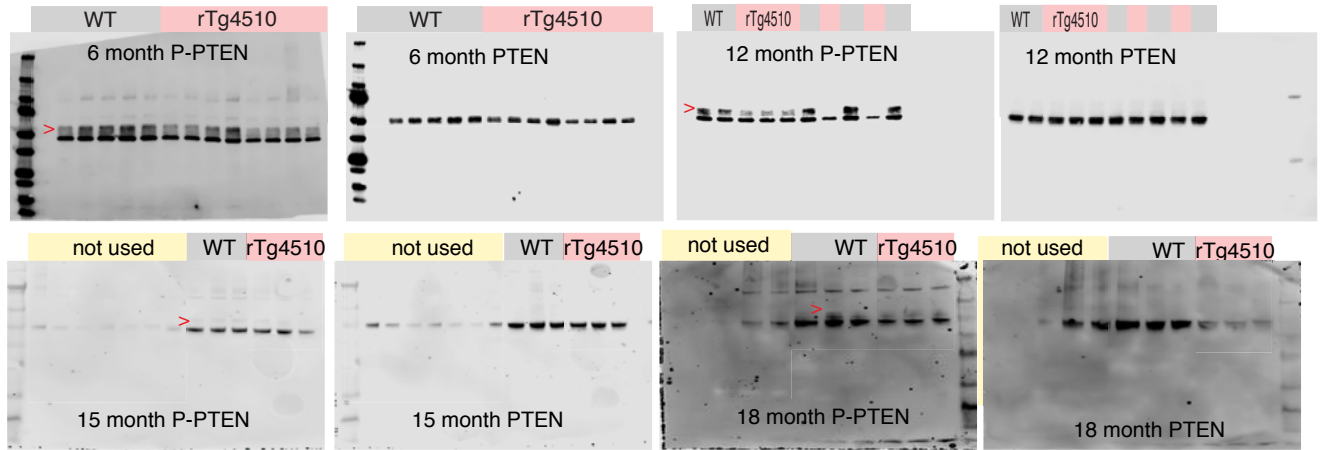 WT rTg4510 WT rTg4510 WT rTg4510 WT rTg4510
6 month P-PTEN 6 month PTEN 12 month P-PTEN 12 month PTEN
>
>
not used WT rTg4510 not used WT rTg4510 not used WT rTg4510 not used WT rTg4510
>
>
15 month P-PTEN 15 month PTEN 18 month P-PTEN 18 month PTEN